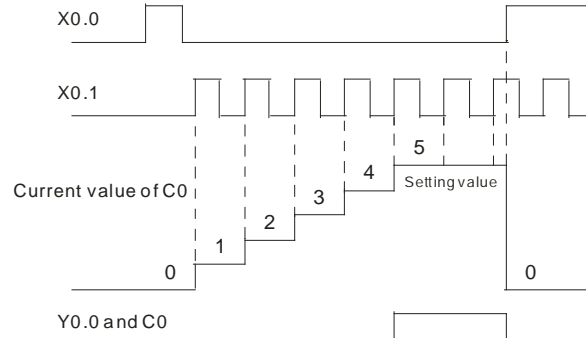 X0.0
X0.1
5
4
Setting value
Current value of C0
3
2
1
0
0
Y0.0 and C0